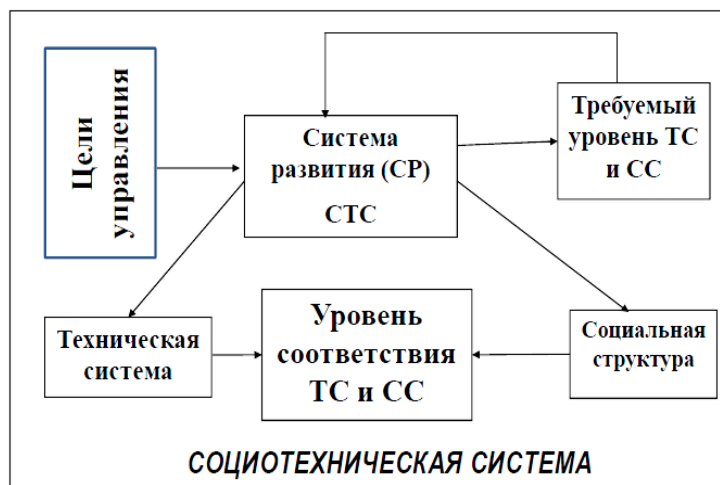 Цели
управления
Система
развития (СР)
СТС
Требуемый
уровень ТС
и СС
Техническая
система
Уровень
соответствия
ТС и СС
Социальная
структура
СОЦИОТЕХНИЧЕСКАЯ СИСТЕМА